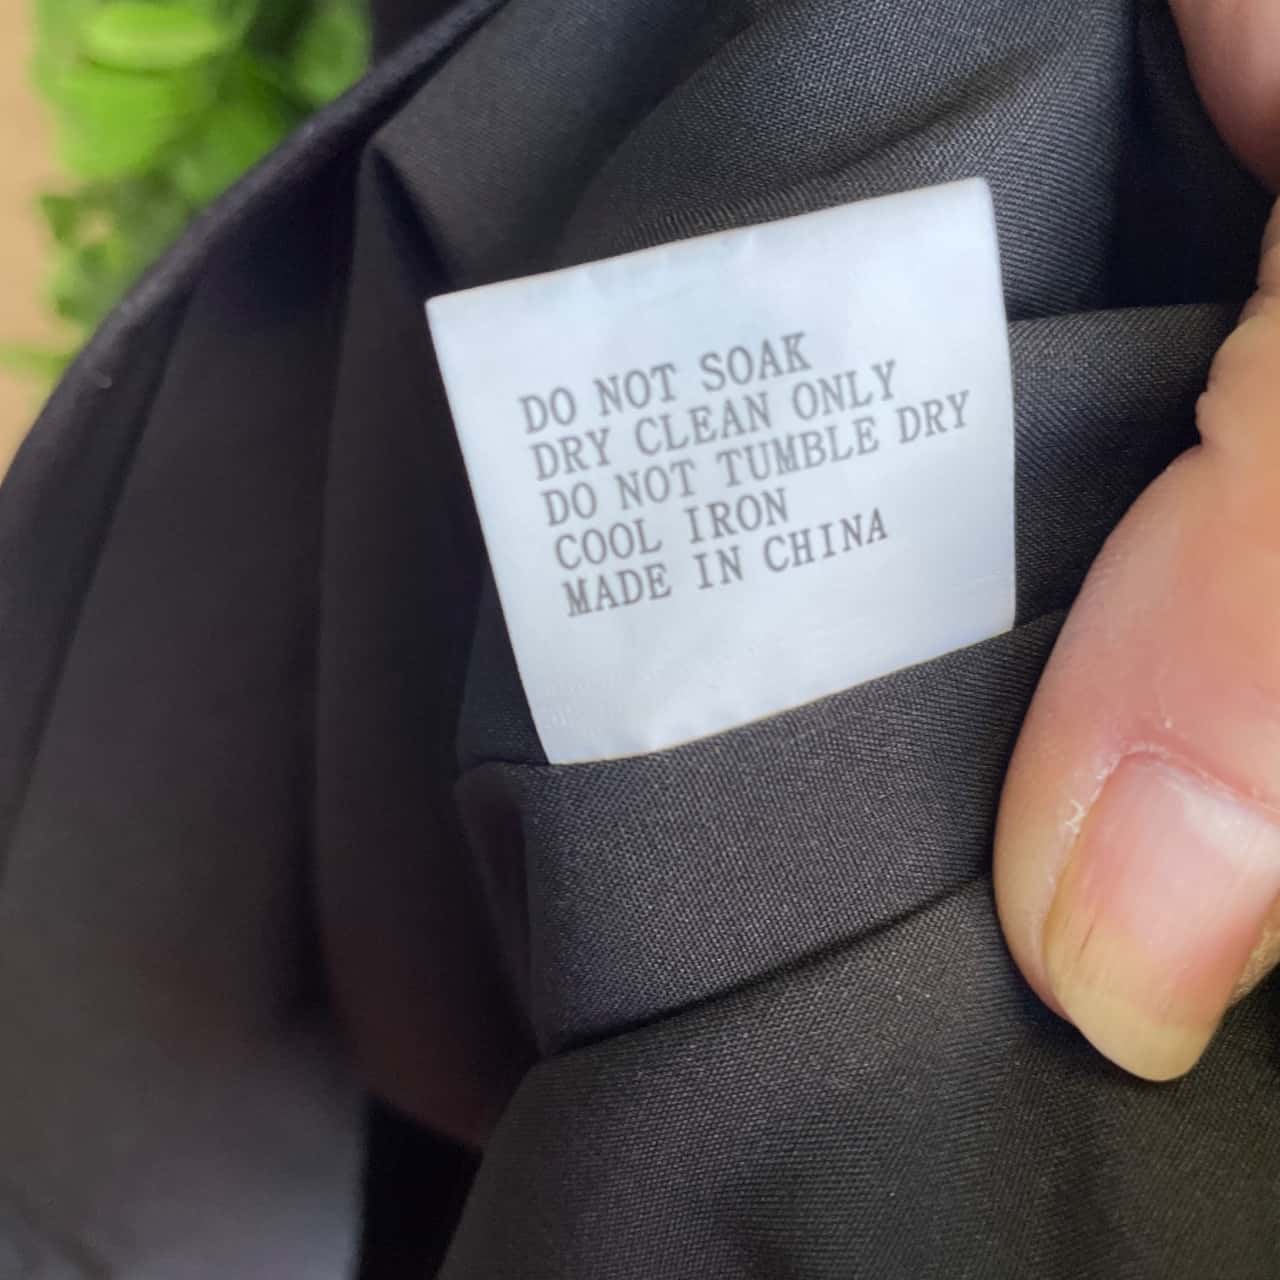 DO NOT SOAK
DRY CLEAN ONLY
DO NOT TUMBLE DRY
COOL IRON
MADE IN CHINA